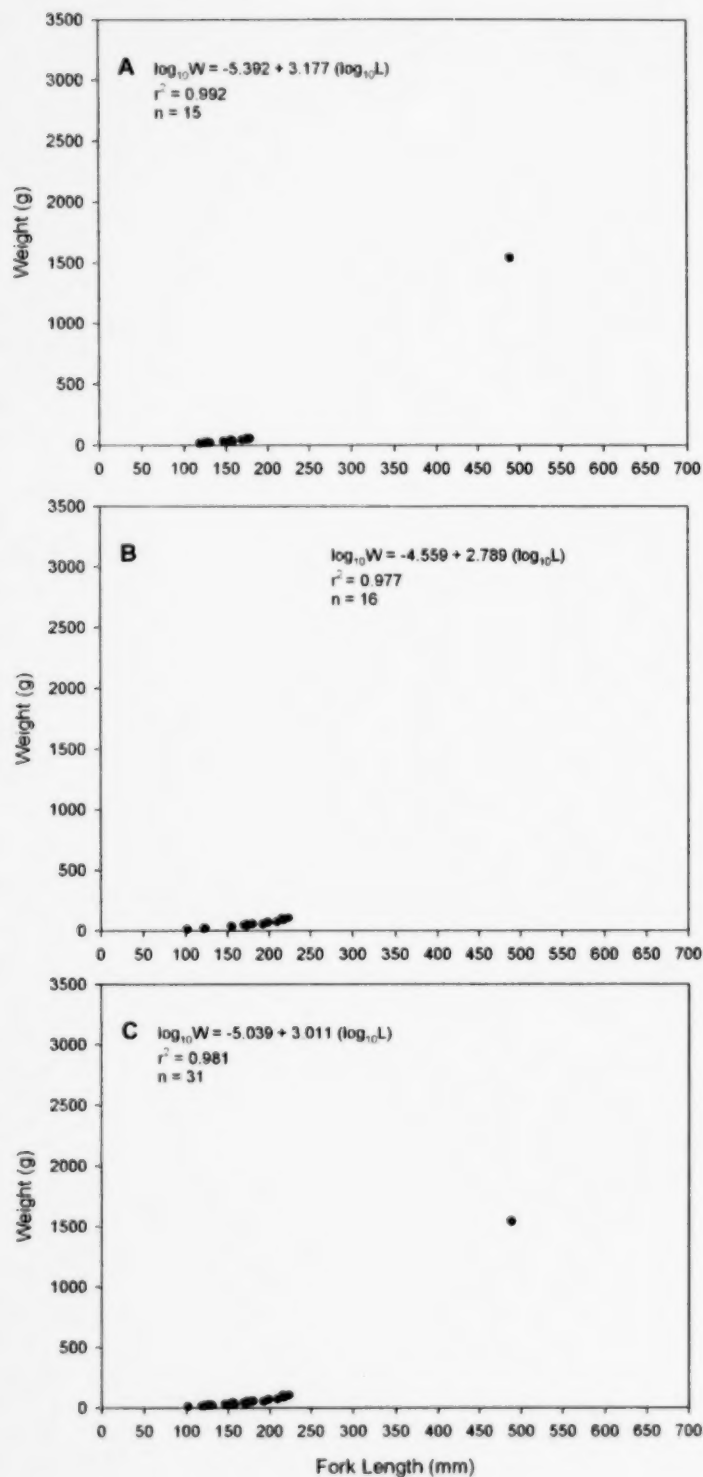 3500
3000
2500
2000
1500
1000
500
0
Weight (g)
A log₁₀W = -5.392 + 3.177 (log₁₀L)
r² = 0.992
n = 15
0 50 100 150 200 250 300 350 400 450 500 550 600 650 700
3500
3000
2500
2000
1500
1000
500
0
Weight (g)
B log₁₀W = -4.559 + 2.789 (log₁₀L)
r² = 0.977
n = 16
0 50 100 150 200 250 300 350 400 450 500 550 600 650 700
3500
3000
2500
2000
1500
1000
500
0
Weight (g)
C log₁₀W = -5.039 + 3.011 (log₁₀L)
r² = 0.981
n = 31
0 50 100 150 200 250 300 350 400 450 500 550 600 650 700
Fork Length (mm)